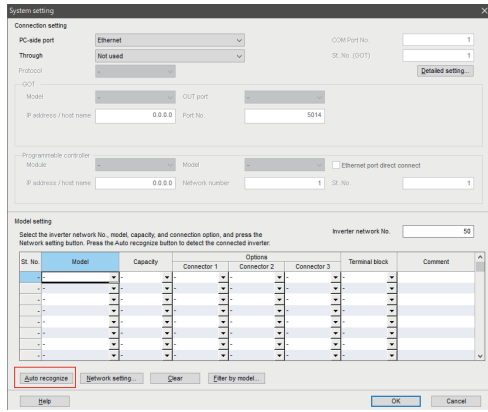 System setting
Connection setting
PC-side port Ethernet COM Port No. 1
Through Not used St. No. (GOT) 1
Protocol - Detailed setting...
GOT
Model - OUT port -
IP address / host name 0.0.0.0 Port No. 5014
Programmable controller
Module - Model - Ethernet port direct connect
IP address / host name 0.0.0.0 Network number 1 St. No. 1
Model setting
Select the inverter network No., model, capacity, and connection option, and press the Inverter network No. 50
Network setting button. Press the Auto recognize button to detect the connected inverter.
St. No. Model Capacity Options Terminal block Comment
Connector 1 Connector 2 Connector 3
- - - - - - -
- - - - - - -
- - - - - - -
- - - - - - -
- - - - - - -
- - - - - - -
- - - - - - -
- - - - - - -
Auto recognize Network setting... Clear Filter by model...
Help OK Cancel